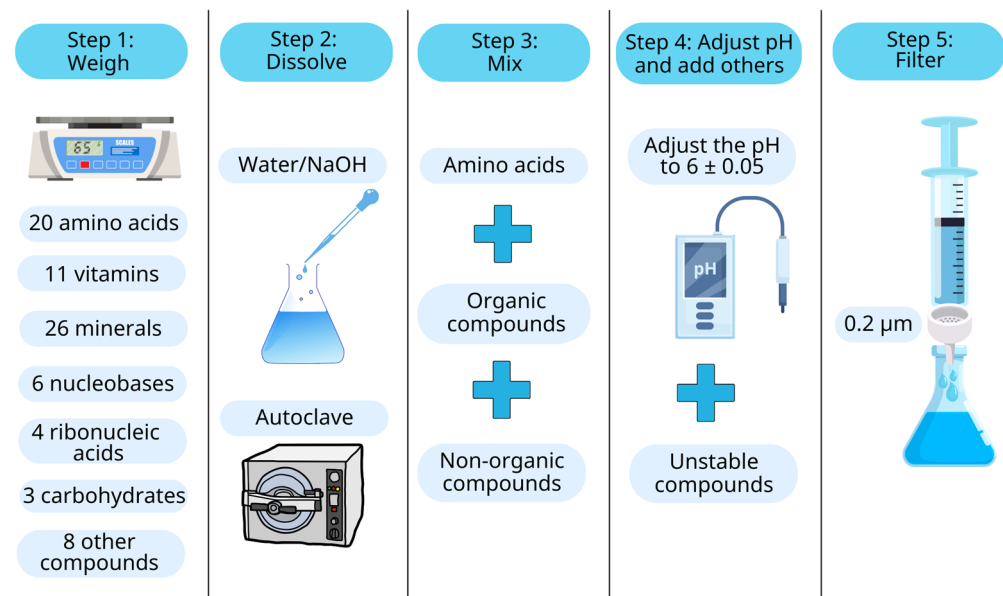 Step 1:
Weigh
SCALES
65
20 amino acids
11 vitamins
26 minerals
6 nucleobases
4 ribonucleic
acids
3 carbohydrates
8 other
compounds
Step 2:
Dissolve
Water/NaOH
Autoclave
Step 3:
Mix
Amino acids
Organic
compounds
Non-organic
compounds
Step 4: Adjust pH
and add others
Adjust the pH
to 6 ± 0.05
pH
Unstable
compounds
Step 5:
Filter
0.2 µm